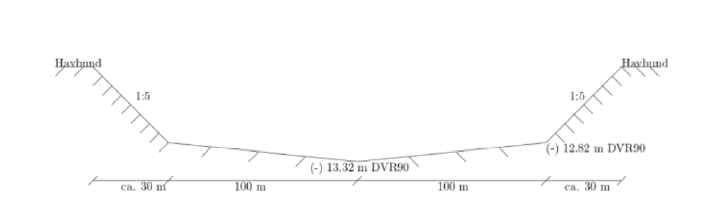 Havbund
Havbund
1:5
1:5
(-) 12.82 m DVR90
(-) 13.32 m DVR90
ca. 30 m
100 m
100 m
ca. 30 m